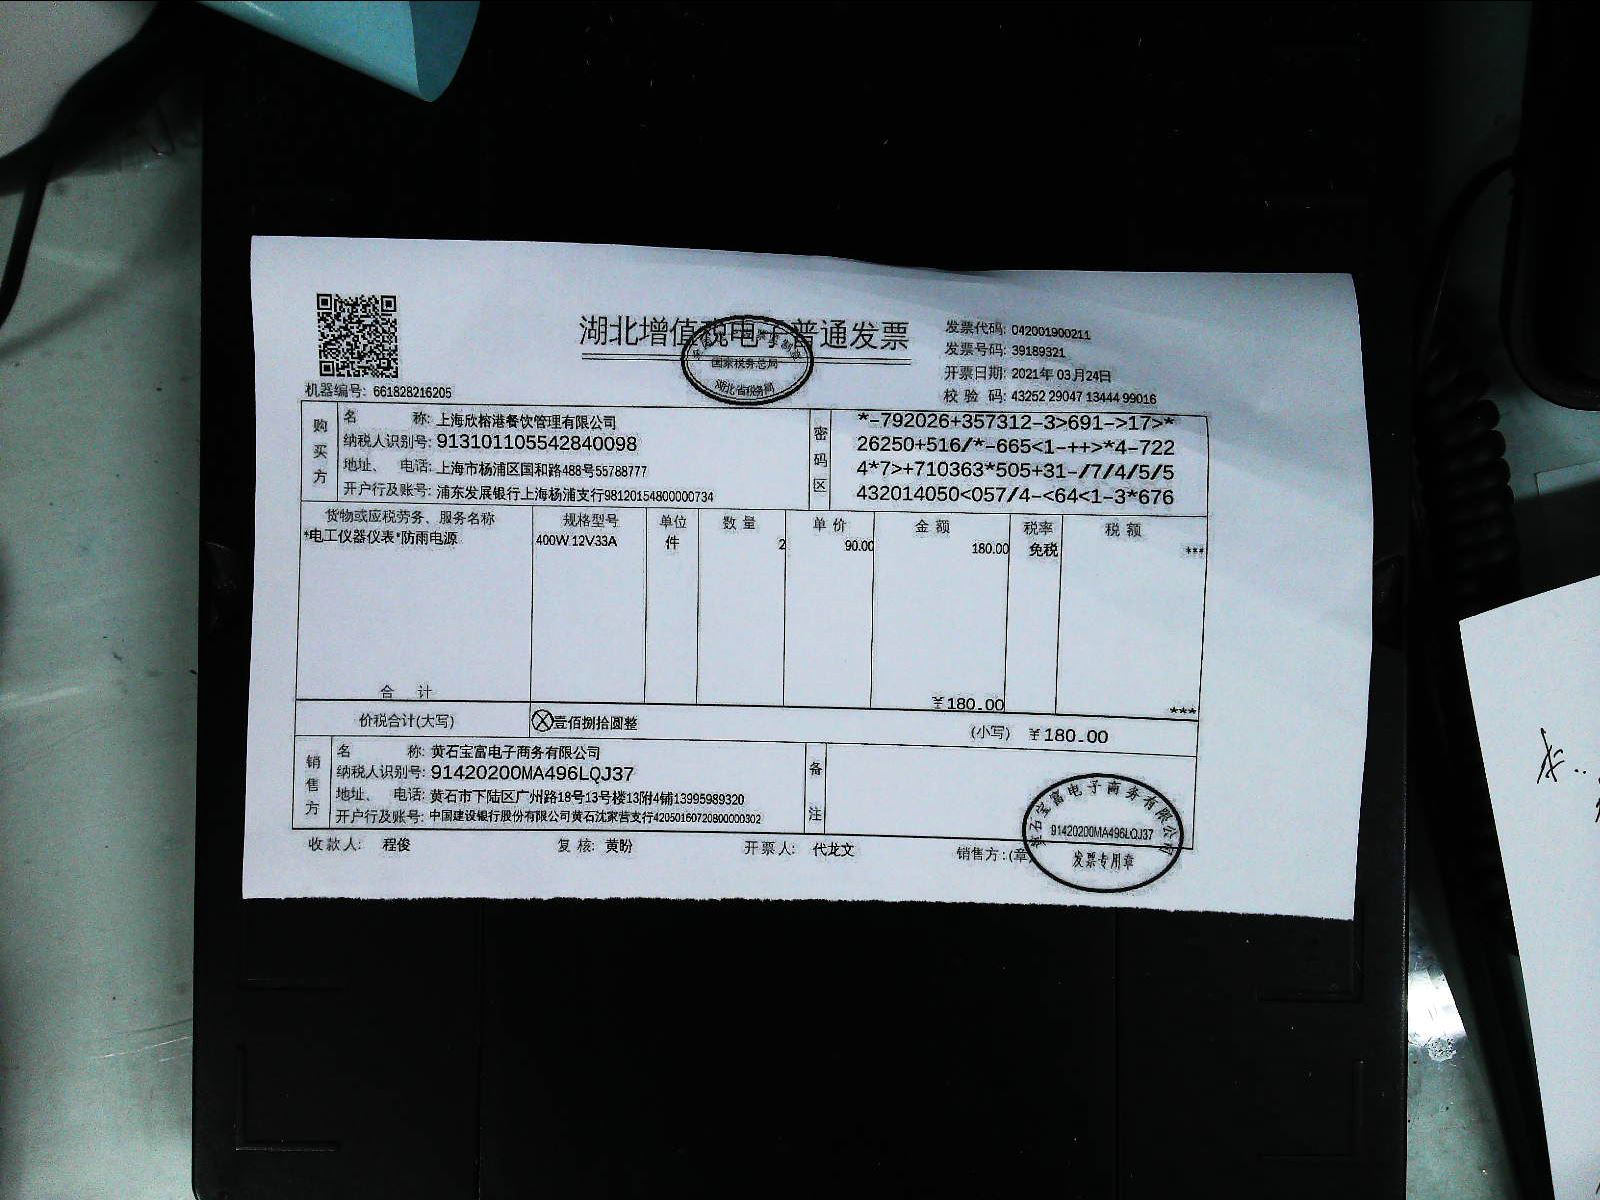 湖北增值税电子普通发票
国家税务总局
湖北省税务局
发票代码: 042001900211
发票号码: 39189321
开票日期: 2021年 03月24日
校 验 码: 43252 29047 13444 99016
机器编号: 661828216205
购买方
名 称: 上海欣榕港餐饮管理有限公司
纳税人识别号: 913101105542840098
地址、 电话: 上海市杨浦区国和路488号55788777
开户行及账号: 浦东发展银行上海杨浦支行98120154800000734
密码区
*-792026+357312-3>691->17>*
26250+516/*-665<1-++>*4-722
4*7>+710363*505+31-/7/4/5/5
432014050<057/4-<64<1-3*676
货物或应税劳务、服务名称 规格型号 单位 数 量 单 价 金 额 税率 税 额
*电工仪器仪表*防雨电源 400W 12V33A 件 2 90.00 180.00 免税 ***
合 计 ¥180.00 ***
价税合计(大写) ⓧ壹佰捌拾圆整 (小写) ¥180.00
销售方
名 称: 黄石宝富电子商务有限公司
纳税人识别号: 91420200MA496LQJ37
地址、 电话: 黄石市下陆区广州路18号13号楼13附4铺13995989320
开户行及账号: 中国建设银行股份有限公司黄石沈家营支行42050160720800000302
备注
收款人: 程俊 复核: 黄盼 开票人: 代龙文 销售方:(章
黄石宝富电子商务有限公司
91420200MA496LQJ37
发票专用章